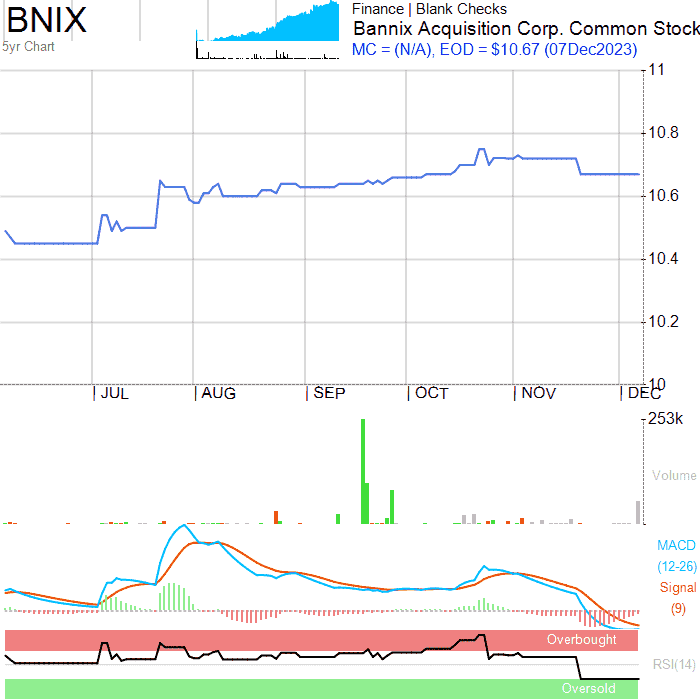 BNIX
5yr Chart
Finance | Blank Checks
Bannix Acquisition Corp. Common Stock
MC = (N/A), EOD = $10.67 (07Dec2023)
11
10.8
10.6
10.4
10.2
10
JUL AUG SEP OCT NOV DEC
253k
Volume
MACD
(12-26)
Signal
(9)
Overbought
RSI(14)
Oversold